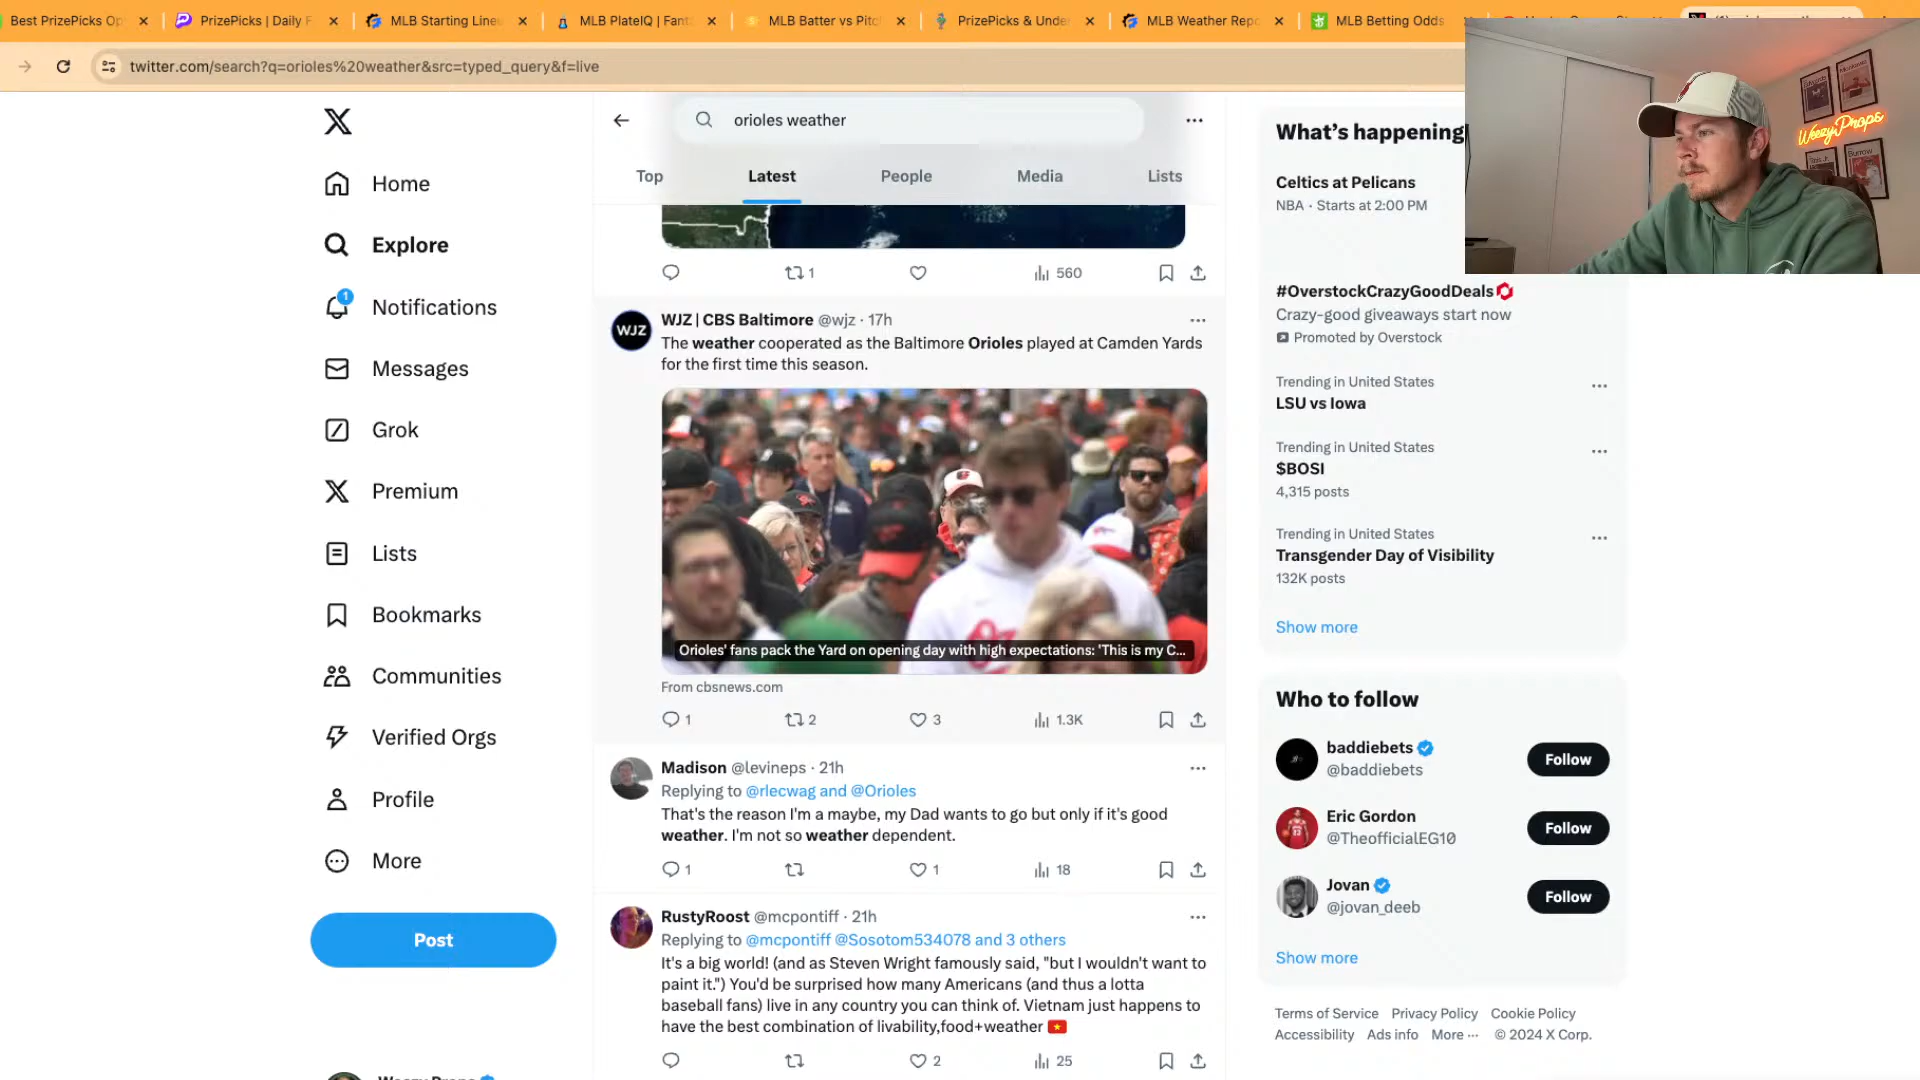 Best PrizePicks Op
PrizePicks | Daily F
MLB Starting Line
MLB PlateIQ | Fant
MLB Batter vs Pitc
PrizePicks & Under
MLB Weather Repo
MLB Betting Odds
twitter.com/search?q=orioles%20weather&src=typed_query&f=live
orioles weather
Top
Latest
People
Media
Lists
Home
Explore
1
Notifications
Messages
Grok
Premium
Lists
Bookmarks
Communities
Verified Orgs
Profile
More
Post
1
560
WJZ
WJZ | CBS Baltimore @wjz · 17h
The weather cooperated as the Baltimore Orioles played at Camden Yards
for the first time this season.
Orioles' fans pack the Yard on opening day with high expectations: 'This is my C...
From cbsnews.com
1
2
3
1.3K
Madison @levineps · 21h
Replying to @rlecwag and @Orioles
That's the reason I'm a maybe, my Dad wants to go but only if it's good
weather. I'm not so weather dependent.
1
1
18
RustyRoost @mcpontiff · 21h
Replying to @mcpontiff @Sosotom534078 and 3 others
It's a big world! (and as Steven Wright famously said, "but I wouldn't want to
paint it.") You'd be surprised how many Americans (and thus a lotta
baseball fans) live in any country you can think of. Vietnam just happens to
have the best combination of livability,food+weather
2
25
What's happening
Celtics at Pelicans
NBA · Starts at 2:00 PM
#OverstockCrazyGoodDeals
Crazy-good giveaways start now
Promoted by Overstock
Trending in United States
LSU vs Iowa
Trending in United States
$BOSI
4,315 posts
Trending in United States
Transgender Day of Visibility
132K posts
Show more
Who to follow
baddiebets
@baddiebets
Follow
Eric Gordon
@TheofficialEG10
Follow
Jovan
@jovan_deeb
Follow
Show more
Terms of Service Privacy Policy Cookie Policy
Accessibility Ads info More ··· © 2024 X Corp.
WeezyProps
Burrow